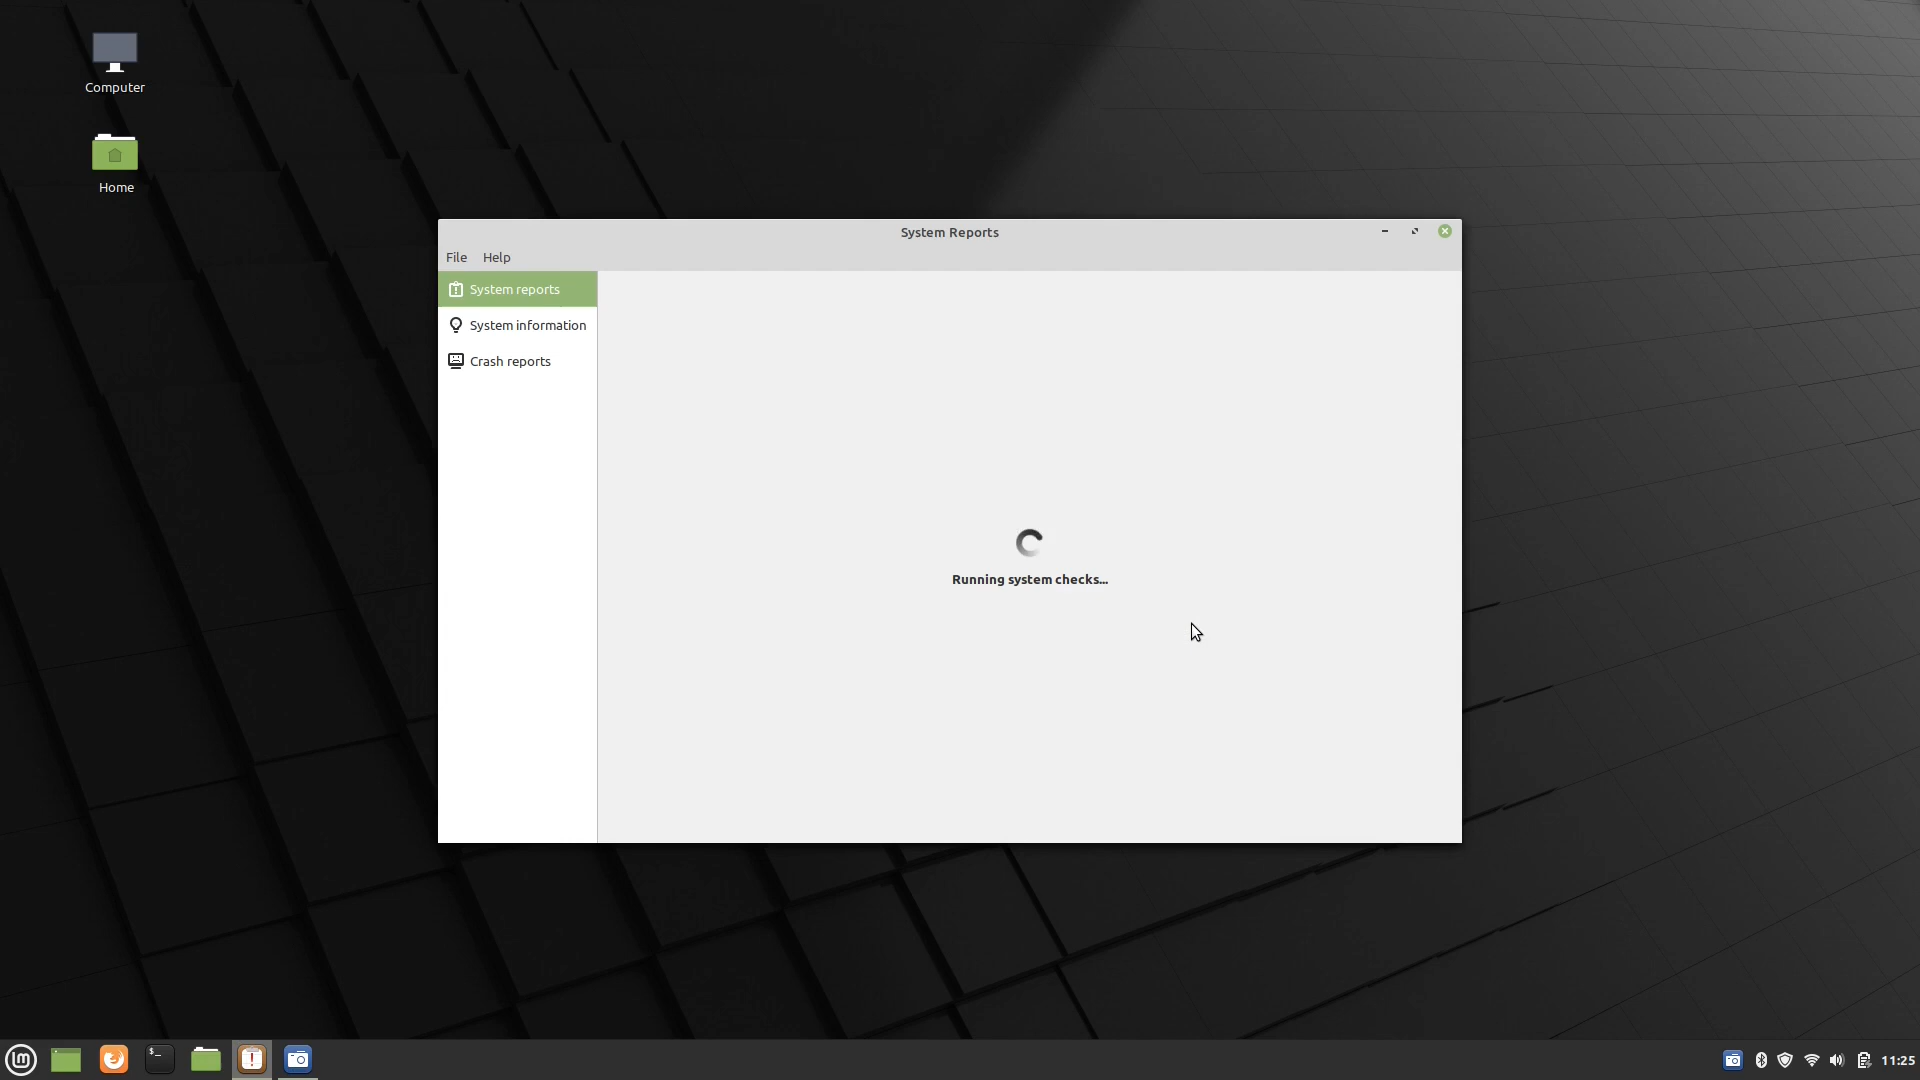 Computer
Home
System Reports
File Help
System reports
System information
Crash reports
Running system checks...
$_
11:25